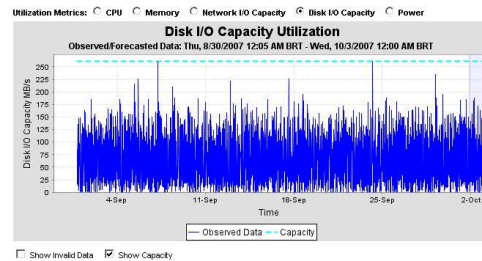 Utilization Metrics: CPU Memory Network I/O Capacity Disk I/O Capacity Power
Disk I/O Capacity Utilization
Observed/Forecasted Data: Thu, 8/30/2007 12:05 AM BRT - Wed, 10/3/2007 12:00 AM BRT
Disk I/O Capacity MB/s
250
225
200
175
150
125
100
75
50
25
0
4-Sep 11-Sep 18-Sep 25-Sep 2-Oct
Time
Observed Data Capacity
Show Invalid Data Show Capacity